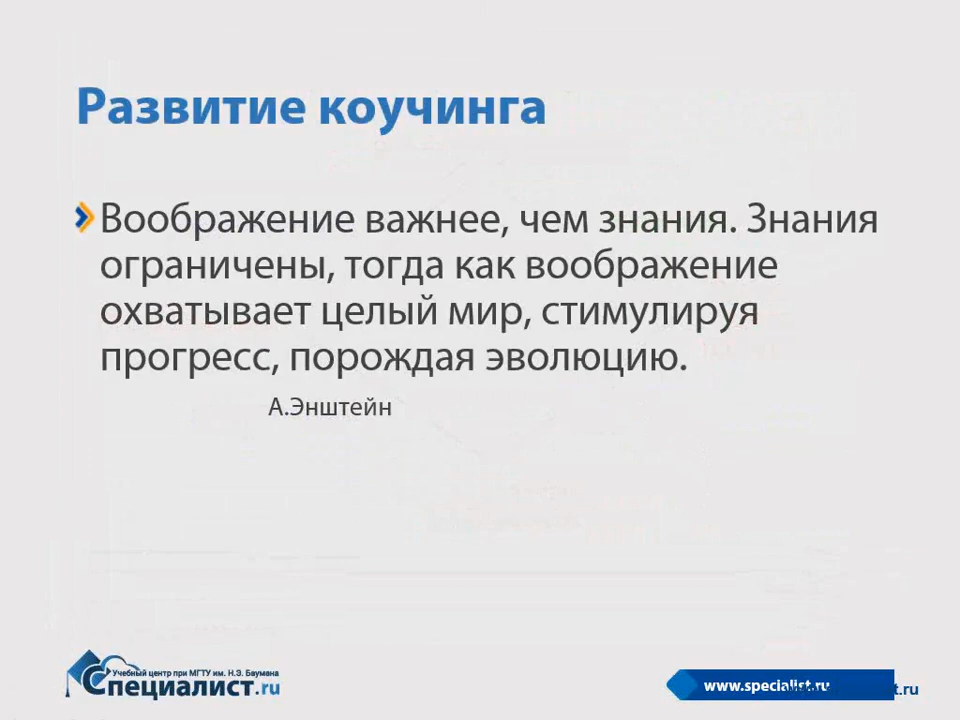 Развитие коучинга
Воображение важнее, чем знания. Знания
ограничены, тогда как воображение
охватывает целый мир, стимулируя
прогресс, порождая эволюцию.
А.Энштейн
Учебный центр при МГТУ им. Н.Э. Баумана
Специалист.ru
www.specialist.ru
t.ru